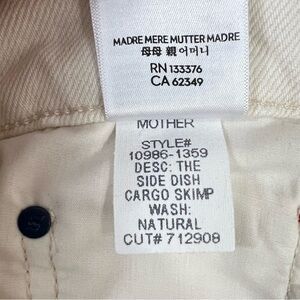 MADRE MERE MUTTER MADRE
母母 親 어머니
RN 133376
CA 62349
MOTHER
STYLE#
10986-1359
DESC: THE
SIDE DISH
CARGO SKIMP
WASH:
NATURAL
CUT# 712908